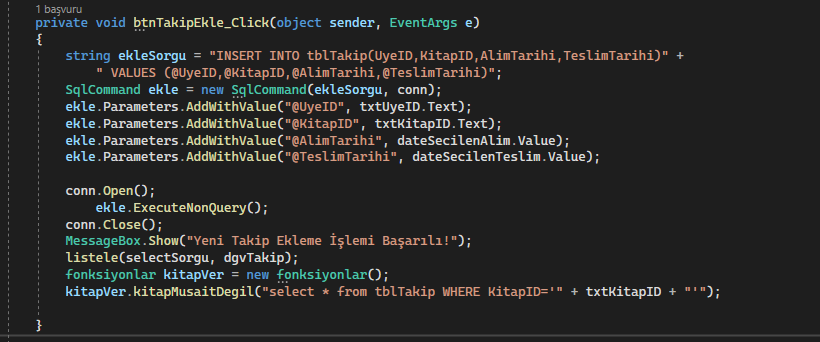 1 başvuru
private void btnTakipEkle_Click(object sender, EventArgs e)
{
string ekleSorgu = "INSERT INTO tblTakip(UyeID,KitapID,AlimTarihi,TeslimTarihi)" +
" VALUES (@UyeID,@KitapID,@AlimTarihi,@TeslimTarihi)";
SqlCommand ekle = new SqlCommand(ekleSorgu, conn);
ekle.Parameters.AddWithValue("@UyeID", txtUyeID.Text);
ekle.Parameters.AddWithValue("@KitapID", txtKitapID.Text);
ekle.Parameters.AddWithValue("@AlimTarihi", dateSecilenAlim.Value);
ekle.Parameters.AddWithValue("@TeslimTarihi", dateSecilenTeslim.Value);
conn.Open();
ekle.ExecuteNonQuery();
conn.Close();
MessageBox.Show("Yeni Takip Ekleme İşlemi Başarılı!");
listele(selectSorgu, dgvTakip);
fonksiyonlar kitapVer = new fonksiyonlar();
kitapVer.kitapMusaitDegil("select * from tblTakip WHERE KitapID='" + txtKitapID + "'");
}